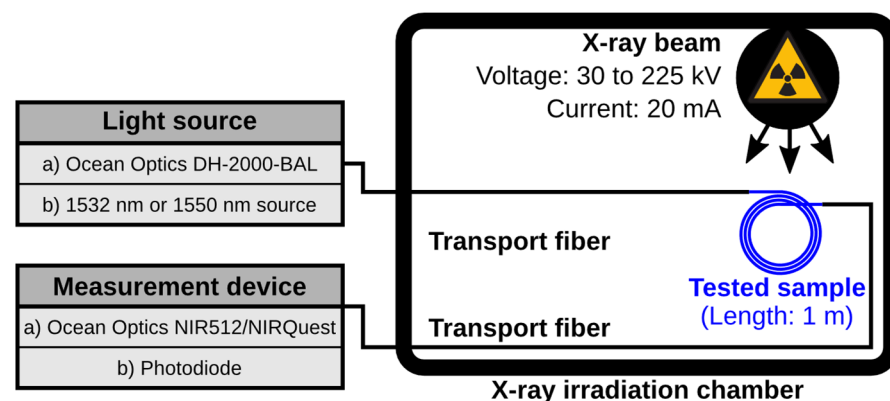 X-ray beam
Voltage: 30 to 225 kV
Current: 20 mA
Light source
a) Ocean Optics DH-2000-BAL
b) 1532 nm or 1550 nm source
Transport fiber
Tested sample
(Length: 1 m)
Measurement device
a) Ocean Optics NIR512/NIRQuest
b) Photodiode
Transport fiber
X-ray irradiation chamber